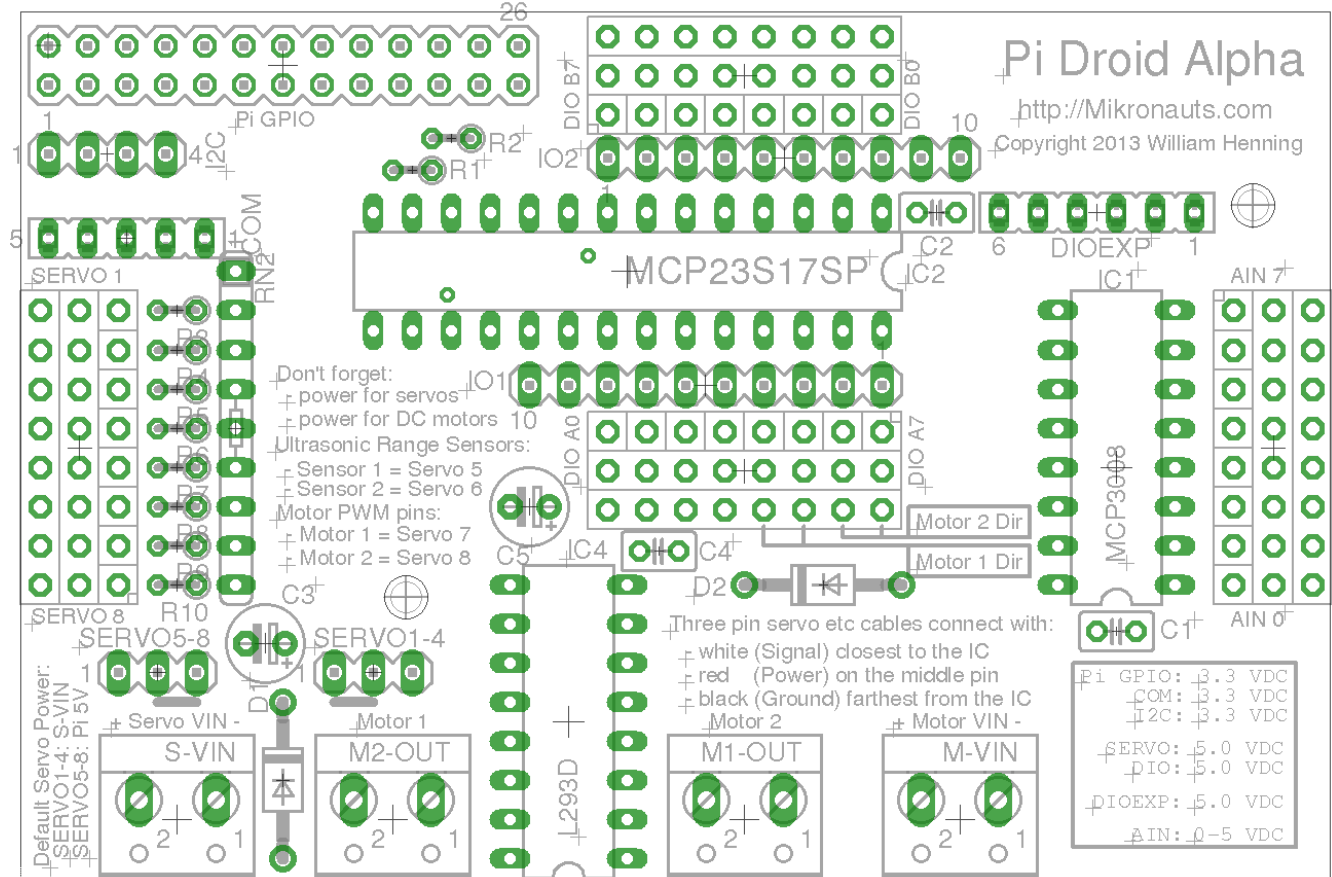 26
Pi Droid Alpha
http://Mikronauts.com
Copyright 2013 William Henning
Pi GPIO
1
1
4
I2C
R2
R1
DIO B7
DIO B0
IO2
10
1
5
1
COM
RN2
C2
6
DIOEXP
1
SERVO 1
MCP23S17SP
IC2
IC1
AIN 7
Don't forget:
- power for servos
- power for DC motors
Ultrasonic Range Sensors:
- Sensor 1 = Servo 5
- Sensor 2 = Servo 6
Motor PWM pins:
- Motor 1 = Servo 7
- Motor 2 = Servo 8
IO1
10
1
DIO A0
DIO A7
MCP3008
Motor 2 Dir
Motor 1 Dir
C5
+
IC4
C4
D2
SERVO 8
R10
C3
+
AIN 0
C1
SERVO5-8
1
SERVO1-4
1
D1
Three pin servo etc cables connect with:
- white (Signal) closest to the IC
- red (Power) on the middle pin
- black (Ground) farthest from the IC
Pi GPIO: 3.3 VDC
COM: 3.3 VDC
I2C: 3.3 VDC
SERVO: 5.0 VDC
DIO: 5.0 VDC
DIOEXP: 5.0 VDC
AIN: 0-5 VDC
Default Servo Power:
SERVO1-4: S-VIN
SERVO5-8: Pi 5V
+ Servo VIN -
S-VIN
2
1
Motor 1
M2-OUT
2
1
L293D
Motor 2
M1-OUT
2
1
+ Motor VIN -
M-VIN
2
1